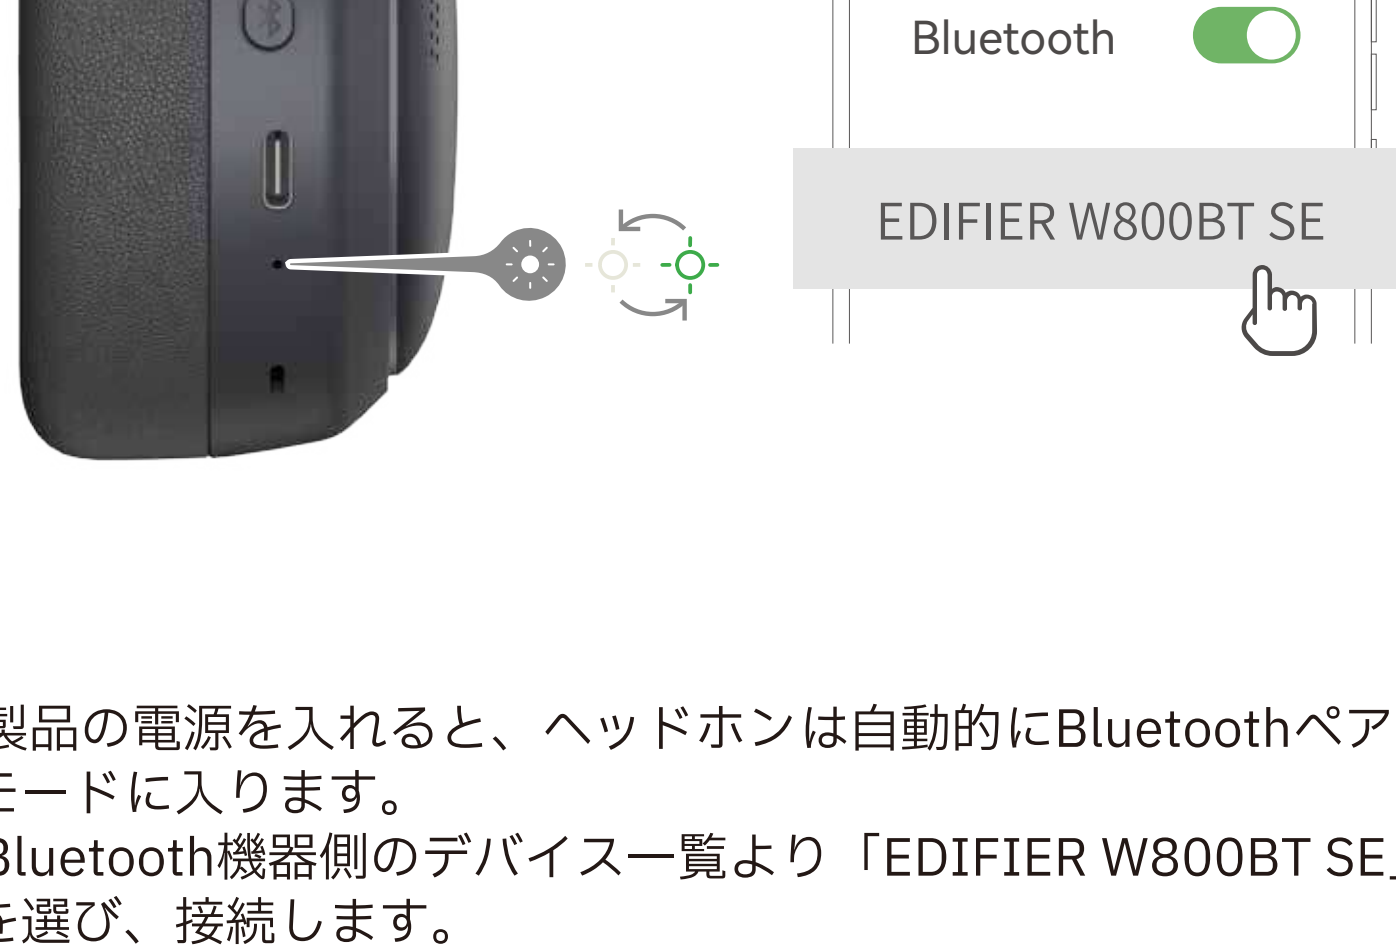 Bluetooth
EDIFIER W800BT SE
製品の電源を入れると、ヘッドホンは自動的にBluetoothペア
モードに入ります。
Bluetooth機器側のデバイス一覧より「EDIFIER W800BT SE」
を選び、接続します。